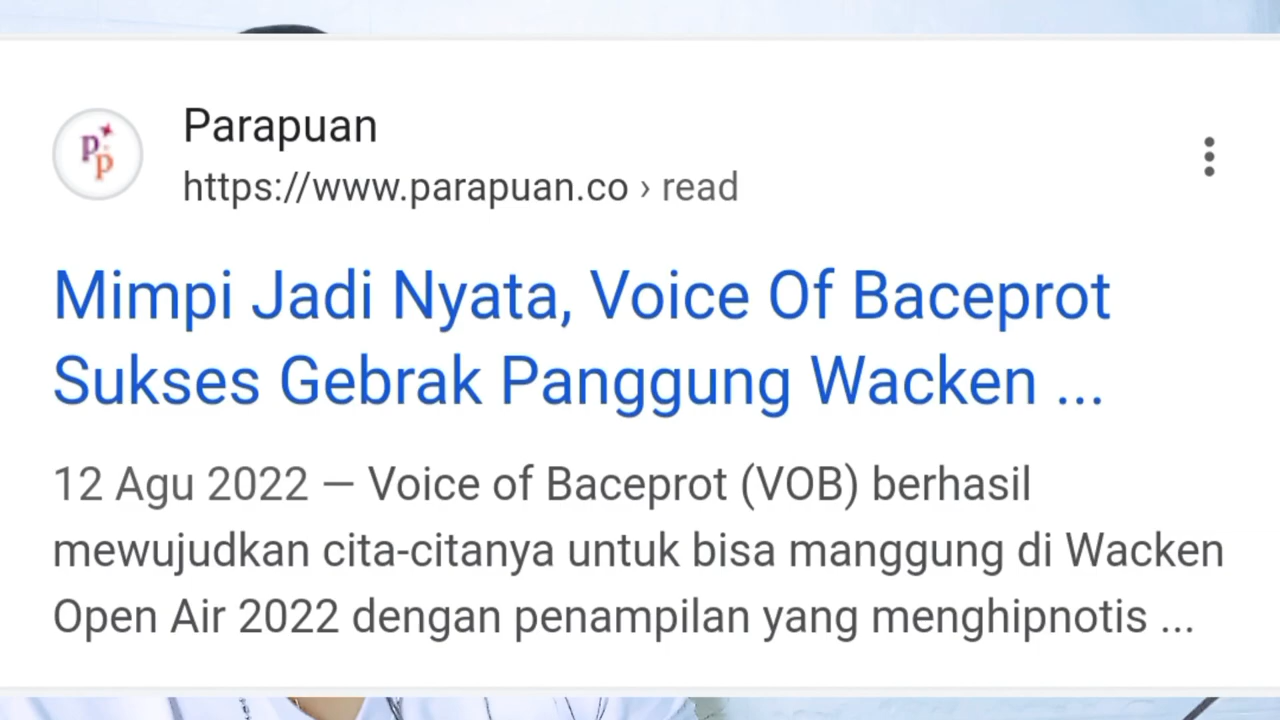 pp
Parapuan
https://www.parapuan.co › read
Mimpi Jadi Nyata, Voice Of Baceprot
Sukses Gebrak Panggung Wacken ...
12 Agu 2022 — Voice of Baceprot (VOB) berhasil
mewujudkan cita-citanya untuk bisa manggung di Wacken
Open Air 2022 dengan penampilan yang menghipnotis ...